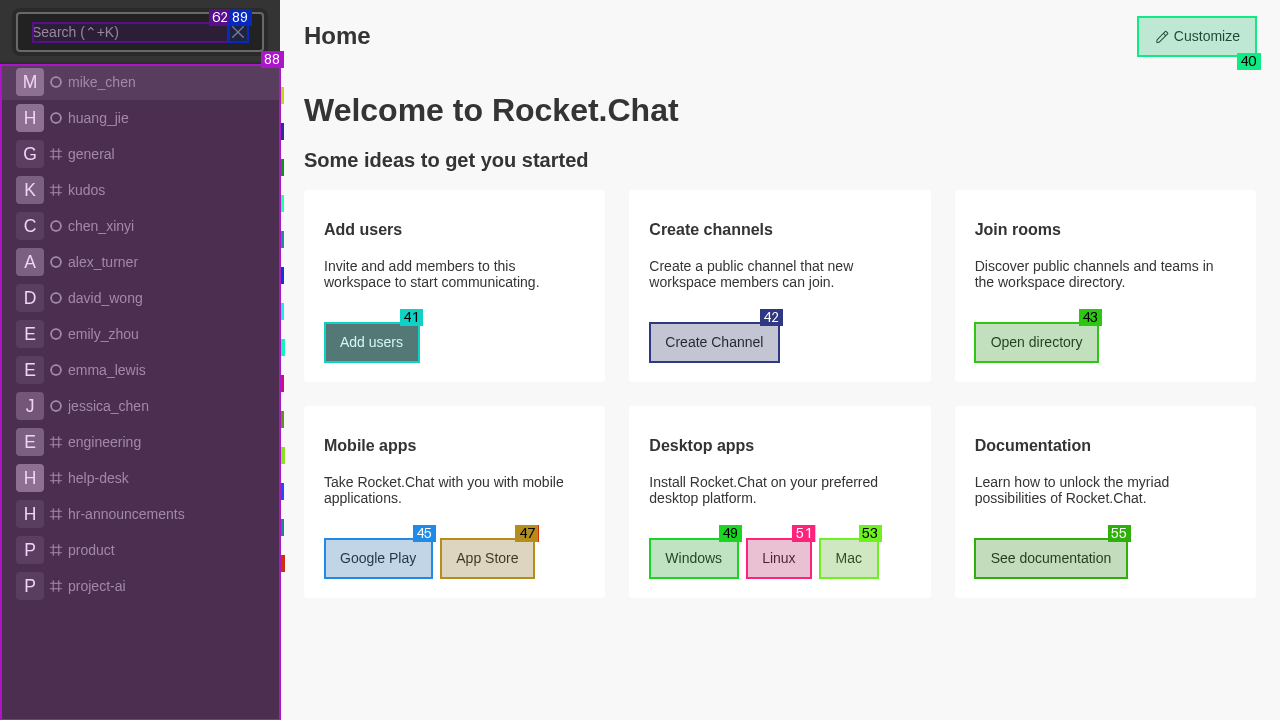 Search (⌃+K)
62
89
88
M mike_chen
H huang_jie
G general
K kudos
C chen_xinyi
A alex_turner
D david_wong
E emily_zhou
E emma_lewis
J jessica_chen
E engineering
H help-desk
H hr-announcements
P product
P project-ai
Home
Customize
40
Welcome to Rocket.Chat
Some ideas to get you started
Add users
Invite and add members to this
workspace to start communicating.
41
Add users
Create channels
Create a public channel that new
workspace members can join.
42
Create Channel
Join rooms
Discover public channels and teams in
the workspace directory.
43
Open directory
Mobile apps
Take Rocket.Chat with you with mobile
applications.
45
47
Google Play
App Store
Desktop apps
Install Rocket.Chat on your preferred
desktop platform.
49
51
53
Windows
Linux
Mac
Documentation
Learn how to unlock the myriad
possibilities of Rocket.Chat.
55
See documentation